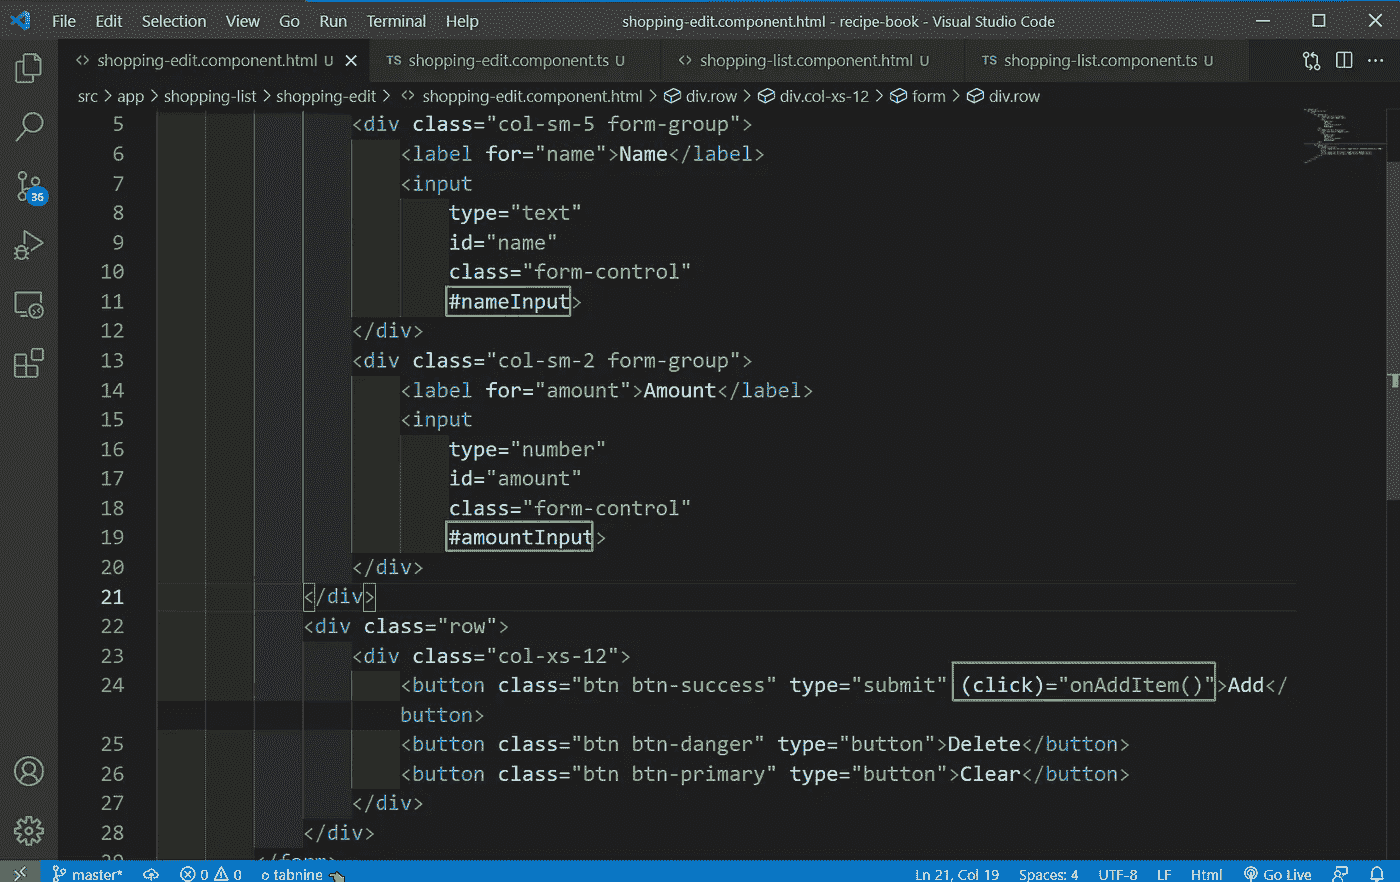 File Edit Selection View Go Run Terminal Help shopping-edit.component.html - recipe-book - Visual Studio Code
shopping-edit.component.html U TS shopping-edit.component.ts U shopping-list.component.html U TS shopping-list.component.ts U
src > app > shopping-list > shopping-edit > shopping-edit.component.html > div.row > div.col-xs-12 > form > div.row
5 <div class="col-sm-5 form-group">
6 <label for="name">Name</label>
7 <input
8 type="text"
9 id="name"
10 class="form-control"
11 #nameInput>
12 </div>
13 <div class="col-sm-2 form-group">
14 <label for="amount">Amount</label>
15 <input
16 type="number"
17 id="amount"
18 class="form-control"
19 #amountInput>
20 </div>
21 </div>
22 <div class="row">
23 <div class="col-xs-12">
24 <button class="btn btn-success" type="submit" (click)="onAddItem()">Add</
button>
25 <button class="btn btn-danger" type="button">Delete</button>
26 <button class="btn btn-primary" type="button">Clear</button>
27 </div>
28 </div>
29 </form>
36
master* 0 0 tabnine Ln 21, Col 19 Spaces: 4 UTF-8 LF Html Go Live